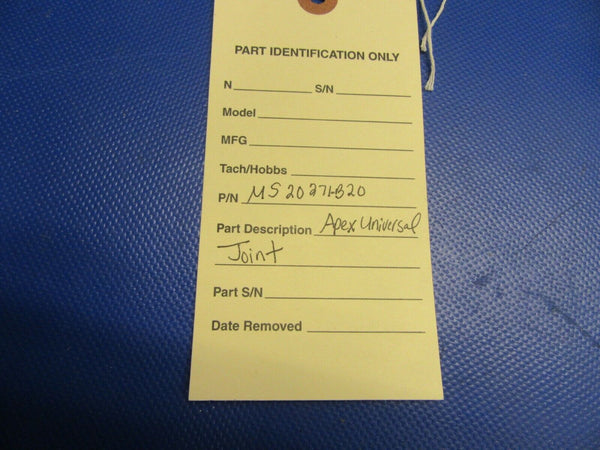 PART IDENTIFICATION ONLY
N S/N
Model
MFG
Tach/Hobbs
P/N MS20271-B20
Part Description Apex Universal
Joint
Part S/N
Date Removed